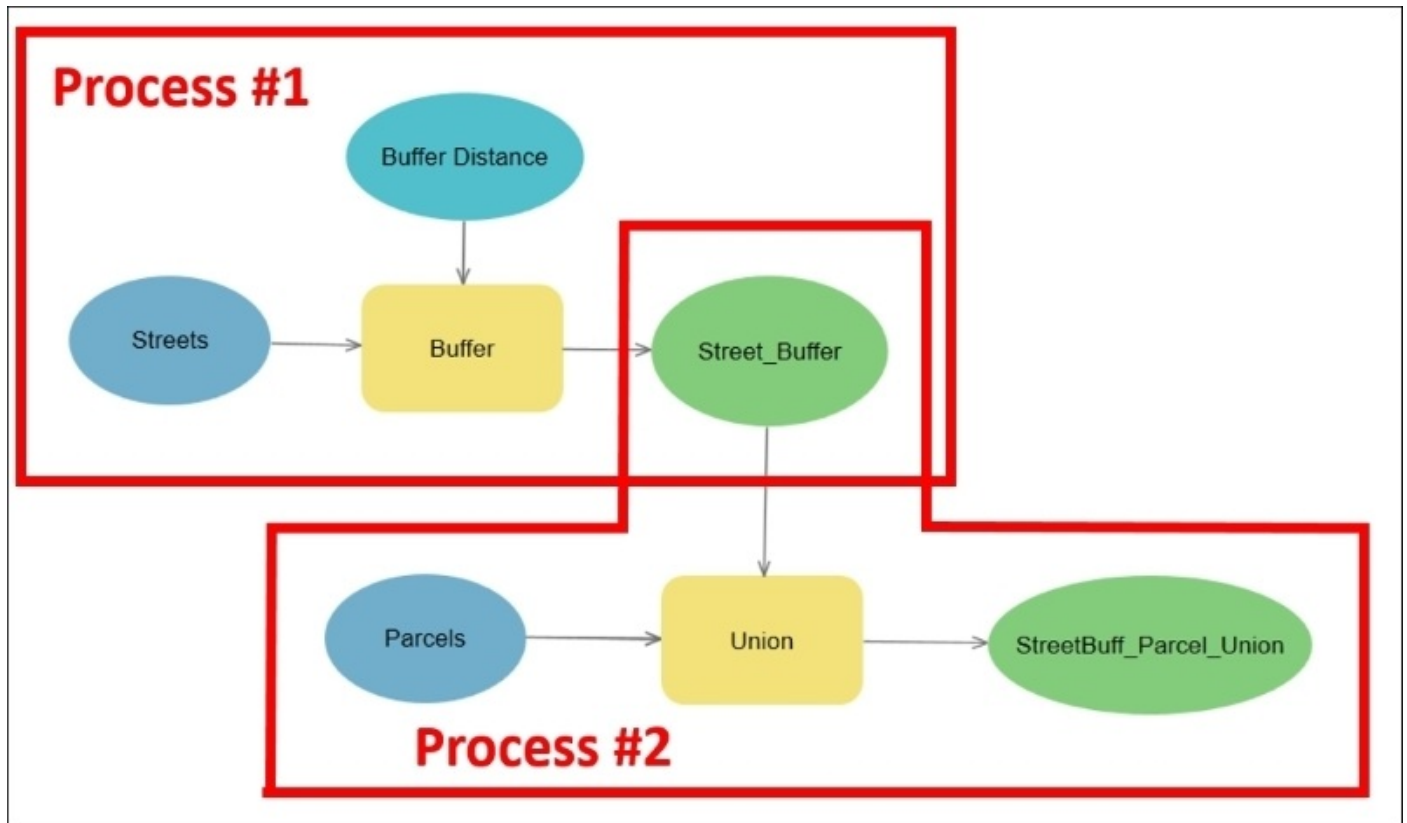 Process #1
Buffer Distance
Streets
Buffer
Street_Buffer
Parcels
Union
StreetBuff_Parcel_Union
Process #2